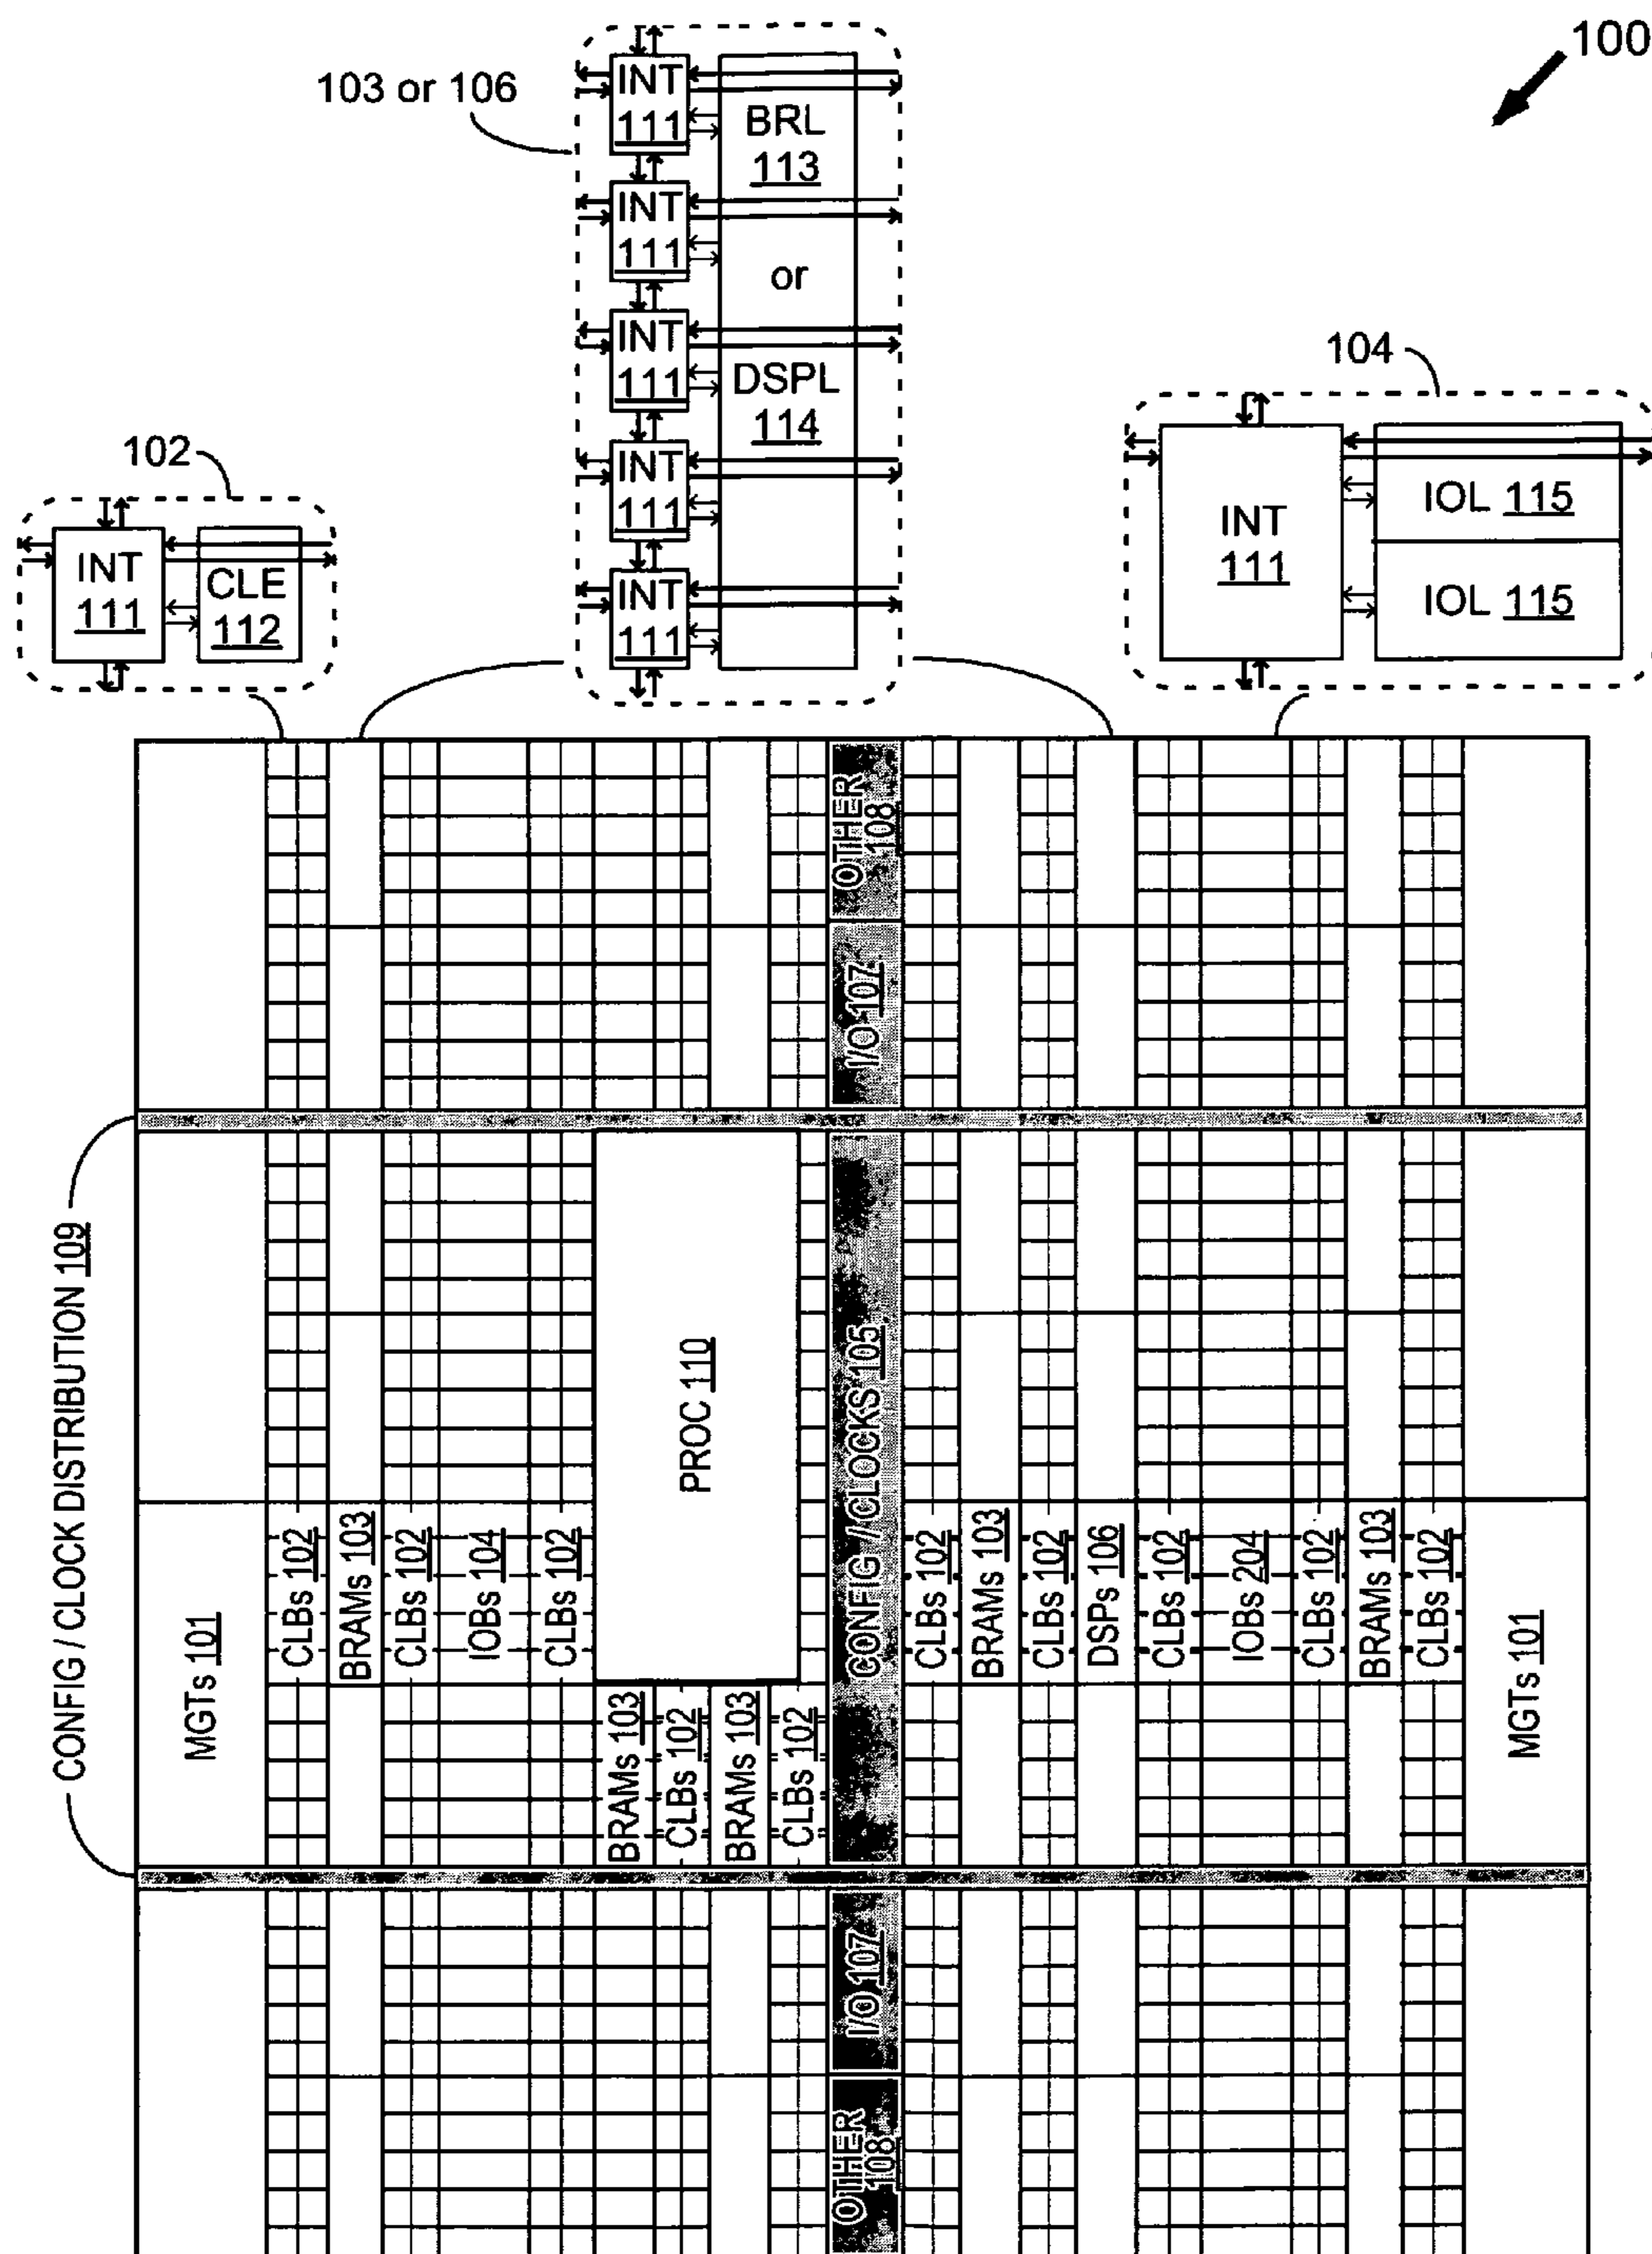 100
103 or 106
INT
111
BRL
113
INT
111
or
INT
111
DSPL
114
INT
111
INT
111
102
INT
111
CLE
112
104
INT
111
IOL 115
IOL 115
OTHER
108
I/O 107
CONFIG / CLOCK DISTRIBUTION 109
MGTs 101
CLBs 102
BRAMs 103
CLBs 102
IOBs 104
CLBs 102
PROC 110
BRAMs 103
CLBs 102
BRAMs 103
CLBs 102
CONFIG / CLOCKS 105
CLBs 102
BRAMs 103
CLBs 102
DSPs 106
CLBs 102
IOBs 204
CLBs 102
BRAMs 103
CLBs 102
MGTs 101
I/O 107
OTHER
108